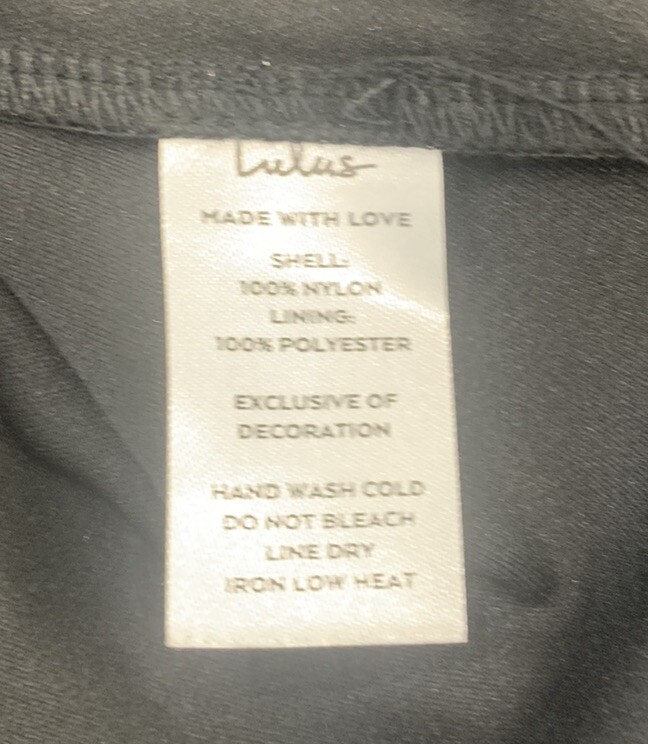 Lulus
MADE WITH LOVE
SHELL:
100% NYLON
LINING:
100% POLYESTER
EXCLUSIVE OF
DECORATION
HAND WASH COLD
DO NOT BLEACH
LINE DRY
IRON LOW HEAT